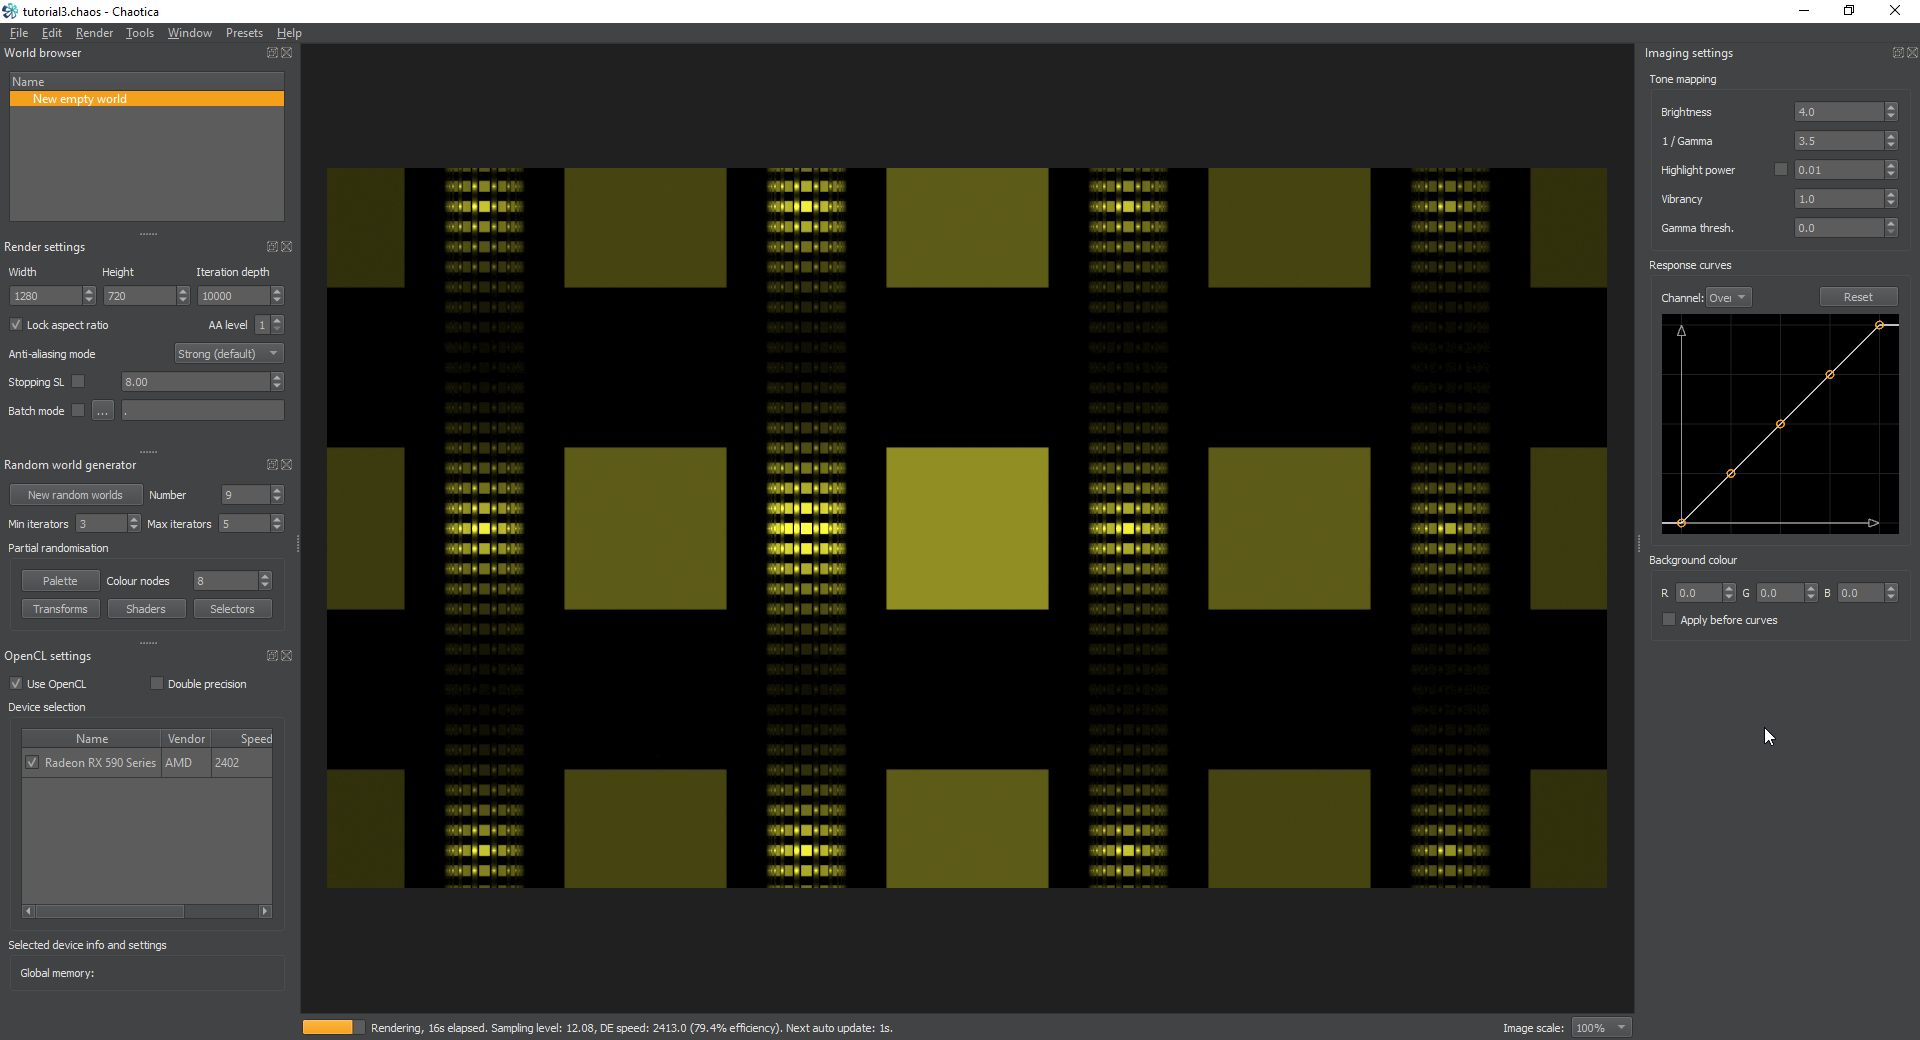 tutorial3.chaos - Chaotica
File Edit Render Tools Window Presets Help
World browser
Name
New empty world
Render settings
Width Height Iteration depth
1280 720 10000
Lock aspect ratio AA level 1
Anti-aliasing mode Strong (default)
Stopping SL 8.00
Batch mode ... .
Random world generator
New random worlds Number 9
Min iterators 3 Max iterators 5
Partial randomisation
Palette Colour nodes 8
Transforms Shaders Selectors
OpenCL settings
Use OpenCL Double precision
Device selection
Name Vendor Speed
Radeon RX 590 Series AMD 2402
Selected device info and settings
Global memory:
Rendering, 16s elapsed. Sampling level: 12.08, DE speed: 2413.0 (79.4% efficiency). Next auto update: 1s.
Image scale: 100%
Imaging settings
Tone mapping
Brightness 4.0
1 / Gamma 3.5
Highlight power 0.01
Vibrancy 1.0
Gamma thresh. 0.0
Response curves
Channel: Over Reset
Background colour
R 0.0 G 0.0 B 0.0
Apply before curves